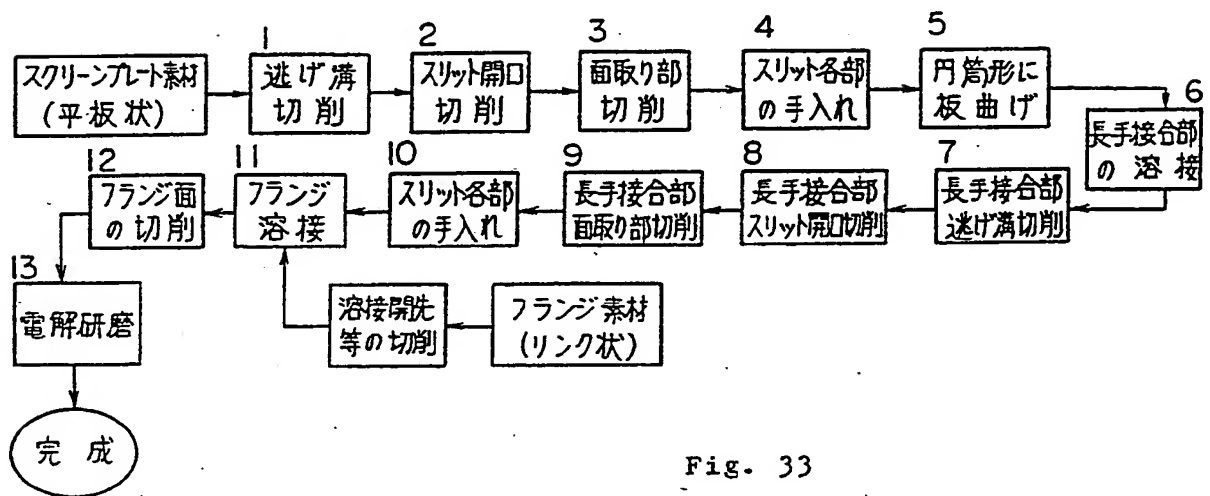 スクリーンプレート素材
(平板状)
1
逃げ溝
切削
2
スリット開口
切削
3
面取り部
切削
4
スリット各部
の手入れ
5
円筒形に
板曲げ
6
長手接合部
の溶接
7
長手接合部
逃げ溝切削
8
長手接合部
スリット開口切削
9
長手接合部
面取り部切削
10
スリット各部
の手入れ
11
フランジ
溶接
12
フランジ面
の切削
13
電解研磨
溶接開先
等の切削
フランジ素材
(リンク状)
完成
Fig. 33